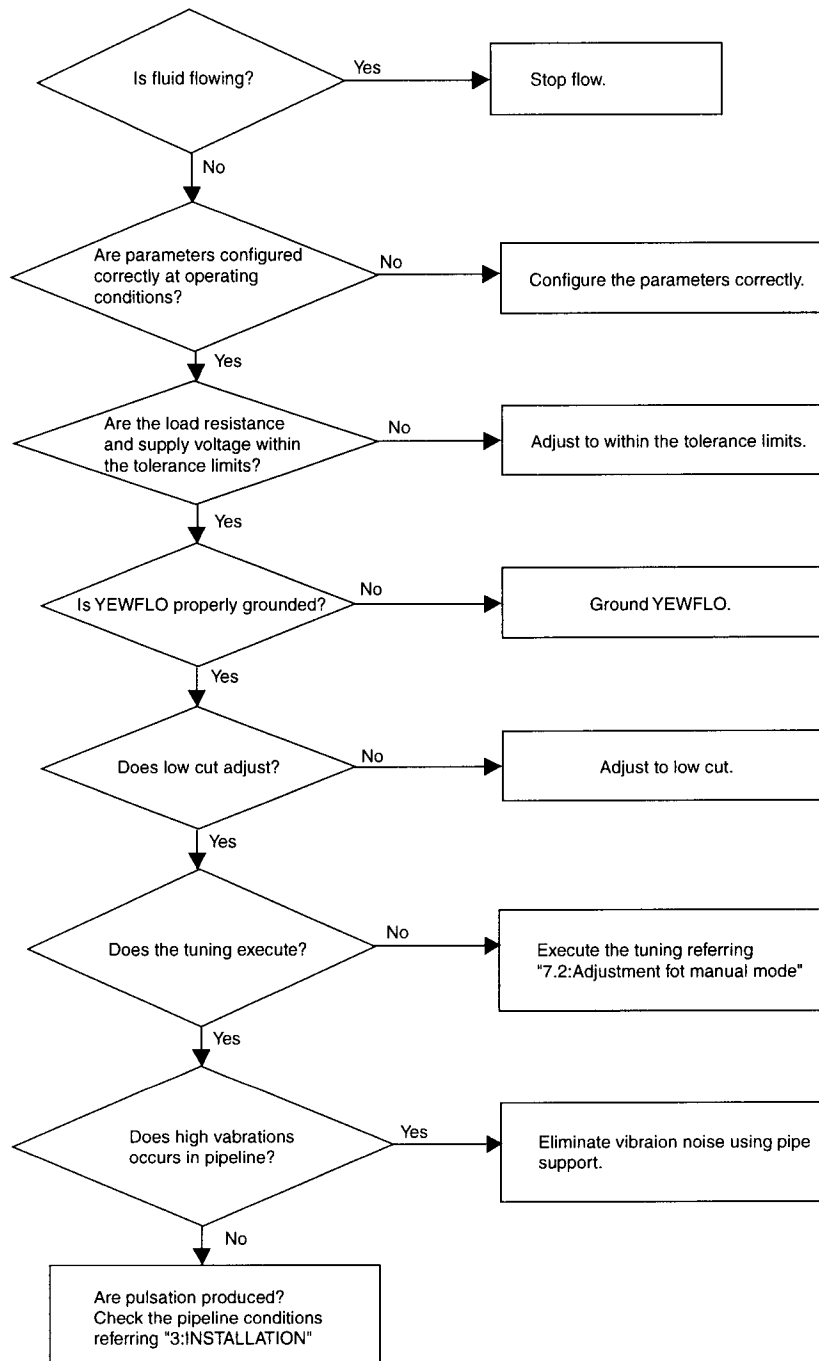 Is fluid flowing?
Yes
Stop flow.
No
Are parameters configured
correctly at operating
conditions?
No
Configure the parameters correctly.
Yes
Are the load resistance
and supply voltage within
the tolerance limits?
No
Adjust to within the tolerance limits.
Yes
Is YEWFLO properly grounded?
No
Ground YEWFLO.
Yes
Does low cut adjust?
No
Adjust to low cut.
Yes
Does the tuning execute?
No
Execute the tuning referring
"7.2:Adjustment fot manual mode"
Yes
Does high vabrations
occurs in pipeline?
Yes
Eliminate vibraion noise using pipe
support.
No
Are pulsation produced?
Check the pipeline conditions
referring "3:INSTALLATION"